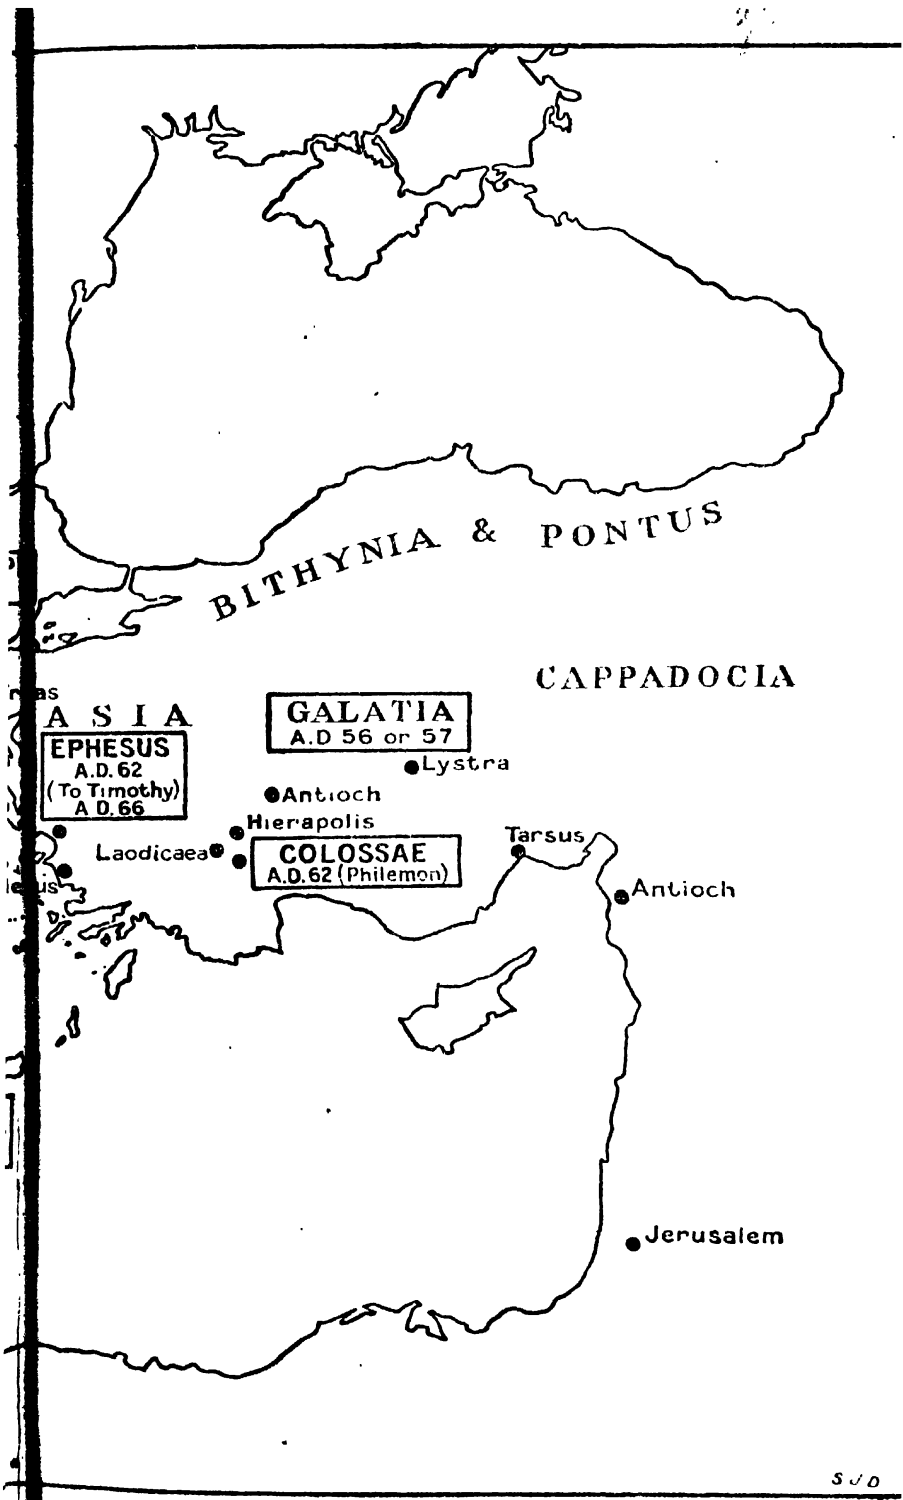 BITHYNIA & PONTUS
CAPPADOCIA
as
ASIA
GALATIA
A.D 56 or 57
EPHESUS
A.D. 62
(To Timothy)
A D. 66
Lystra
Antioch
Hierapolis
Laodicaea
COLOSSAE
A.D. 62 (Philemon)
Tarsus
Antioch
Jerusalem
S J D